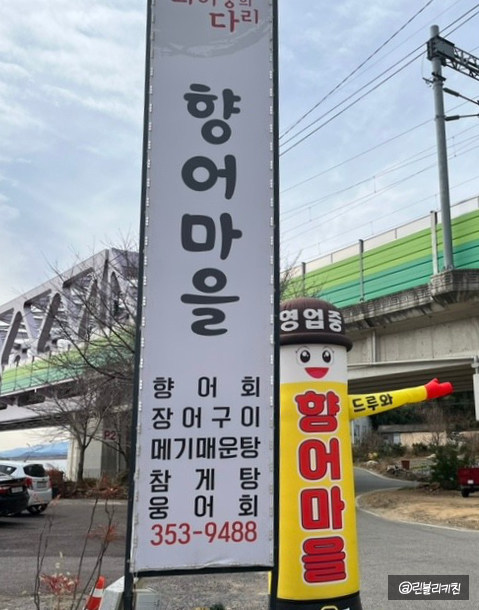 다리
향어마을
향어회
장어구이
메기매운탕
참게탕
웅어회
353-9488
영업중
드루와
향어마을
P2
@린블리키친